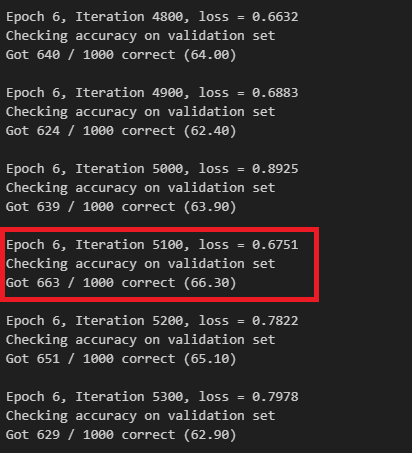 Epoch 6, Iteration 4800, loss = 0.6632
Checking accuracy on validation set
Got 640 / 1000 correct (64.00)
Epoch 6, Iteration 4900, loss = 0.6883
Checking accuracy on validation set
Got 624 / 1000 correct (62.40)
Epoch 6, Iteration 5000, loss = 0.8925
Checking accuracy on validation set
Got 639 / 1000 correct (63.90)
Epoch 6, Iteration 5100, loss = 0.6751
Checking accuracy on validation set
Got 663 / 1000 correct (66.30)
Epoch 6, Iteration 5200, loss = 0.7822
Checking accuracy on validation set
Got 651 / 1000 correct (65.10)
Epoch 6, Iteration 5300, loss = 0.7978
Checking accuracy on validation set
Got 629 / 1000 correct (62.90)